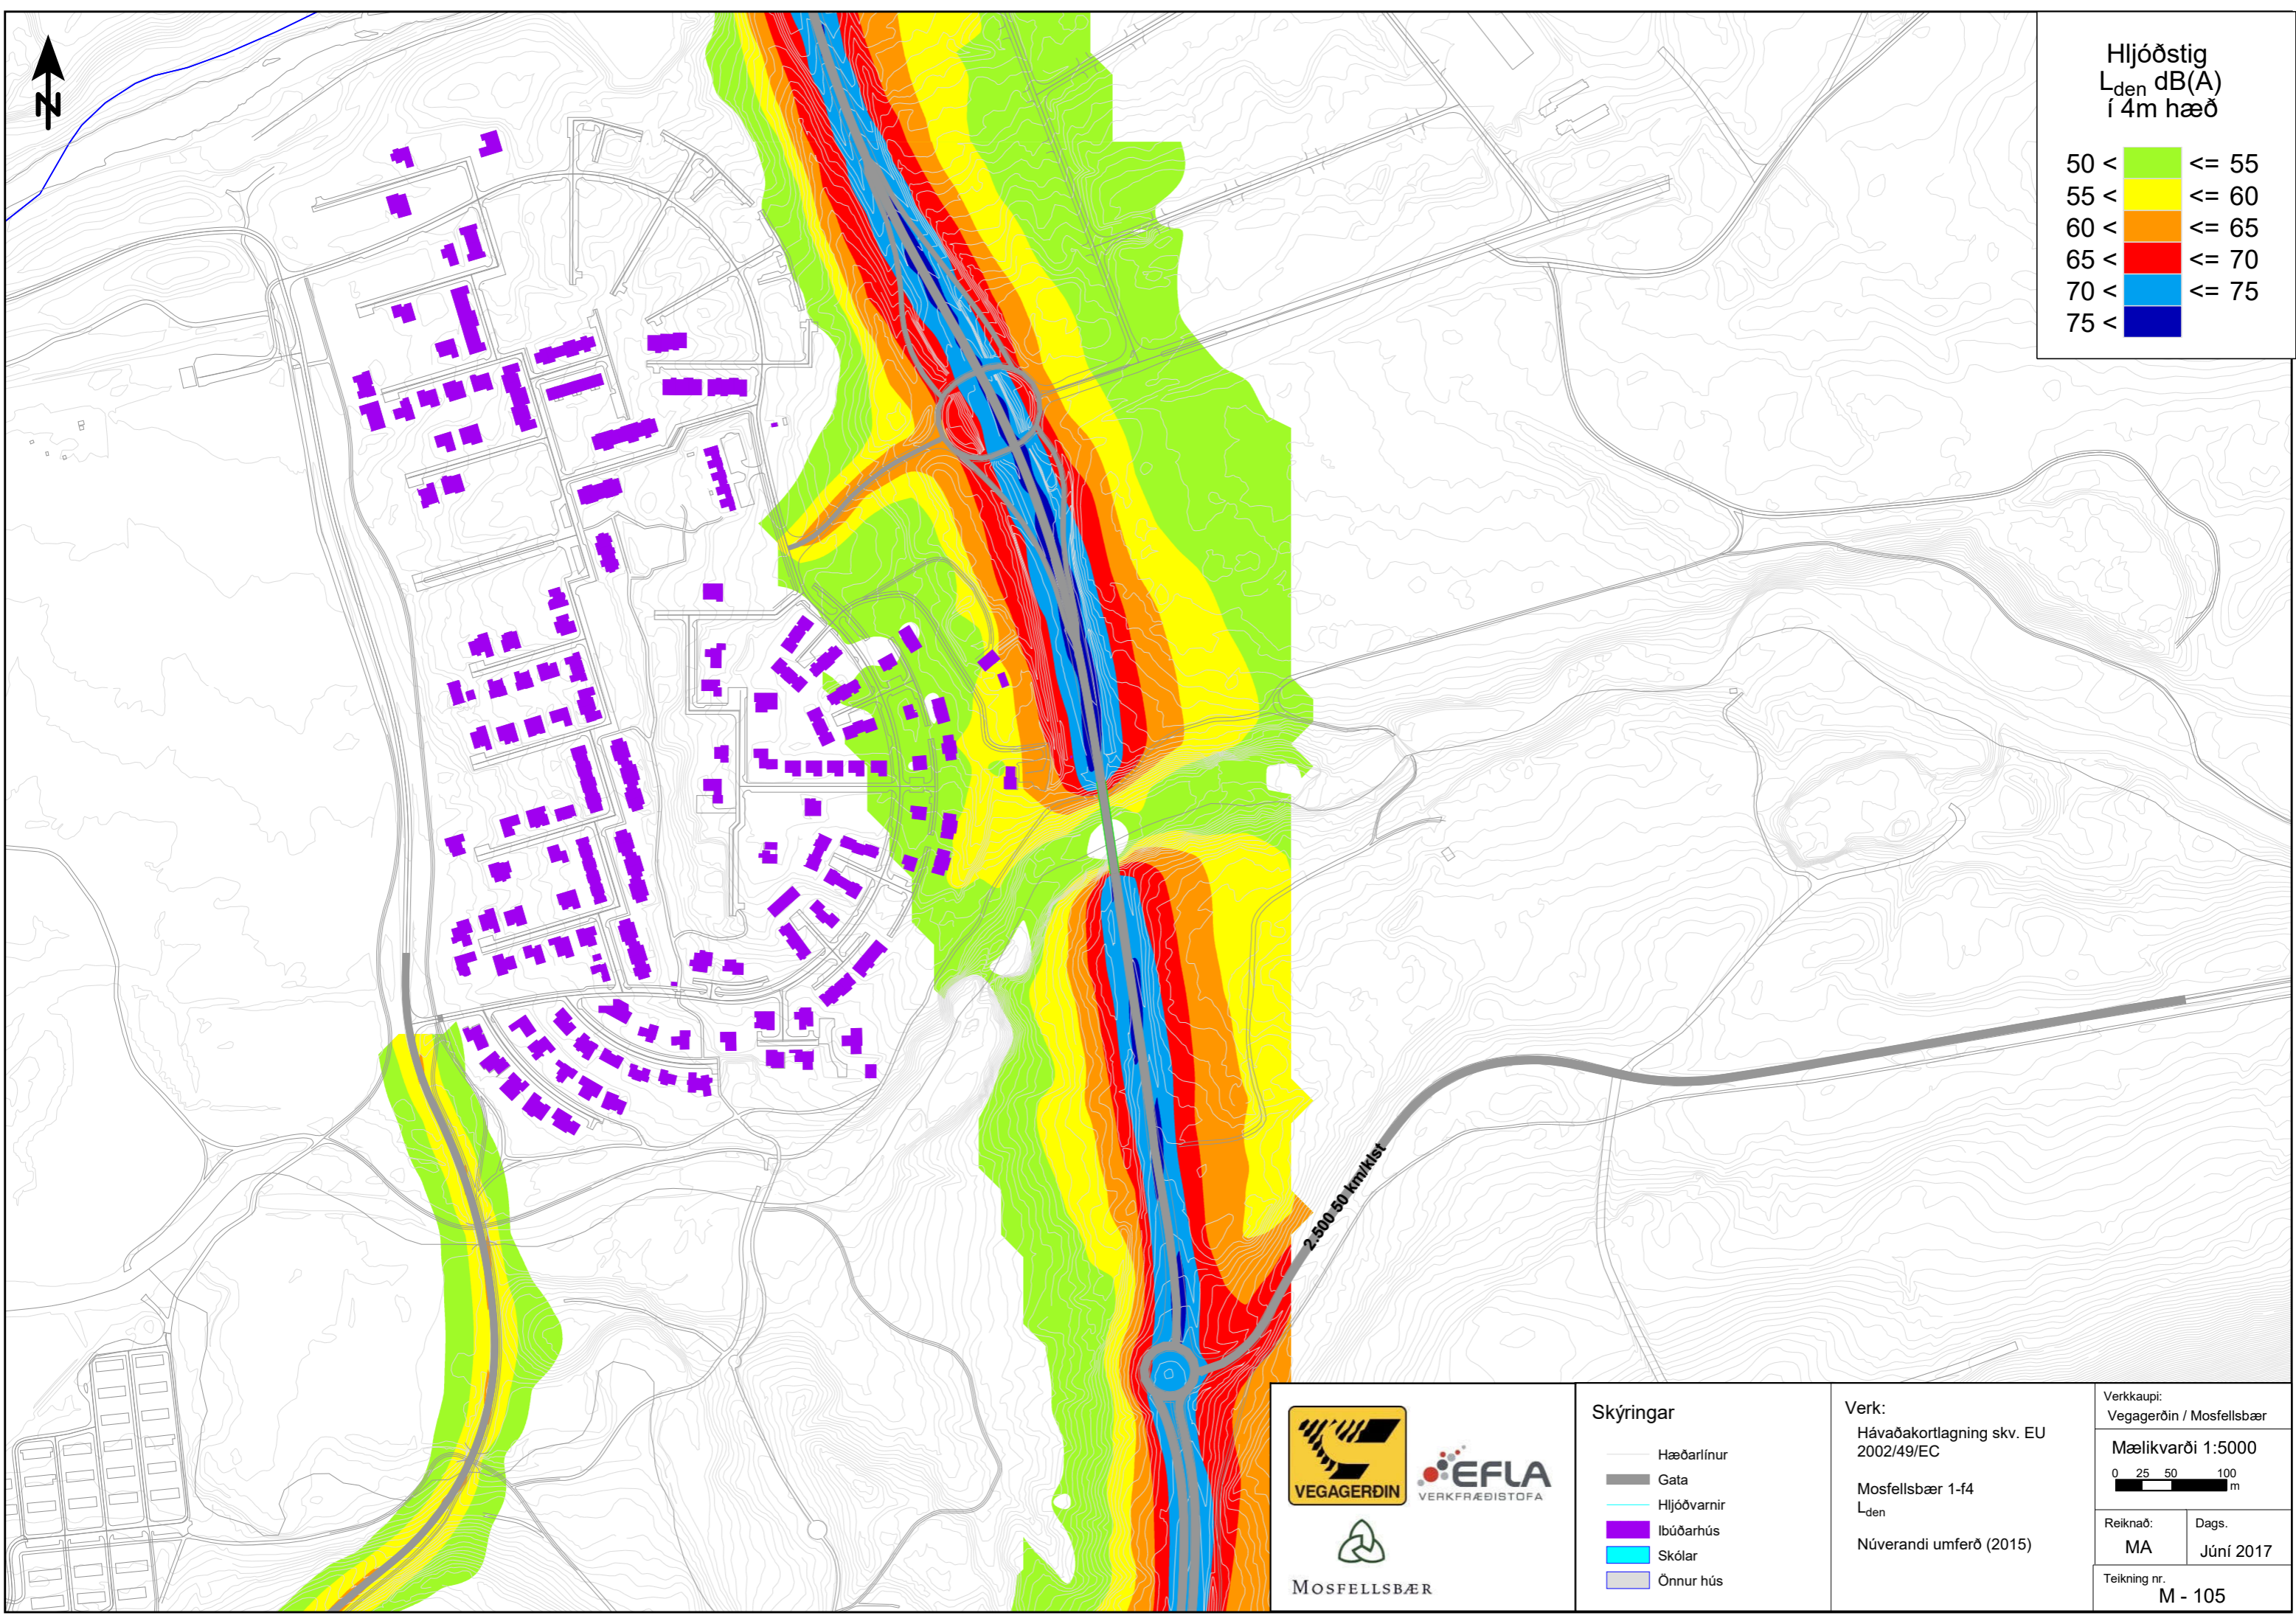 N
Hljóðstig
Lden dB(A)
í 4m hæð
50 < <= 55
55 < <= 60
60 < <= 65
65 < <= 70
70 < <= 75
75 <
2.500 50 km/klst
VEGAGERÐIN
EFLA
VERKFRÆÐISTOFA
MOSFELLSBÆR
Skýringar
Hæðarlínur
Gata
Hljóðvarnir
Ibúðarhús
Skólar
Önnur hús
Verk:
Hávaðakortlagning skv. EU
2002/49/EC
Mosfellsbær 1-f4
Lden
Núverandi umferð (2015)
Verkkaupi:
Vegagerðin / Mosfellsbær
Mælikvarði 1:5000
0 25 50 100
m
Reiknað:
MA
Dags.
Júní 2017
Teikning nr.
M - 105